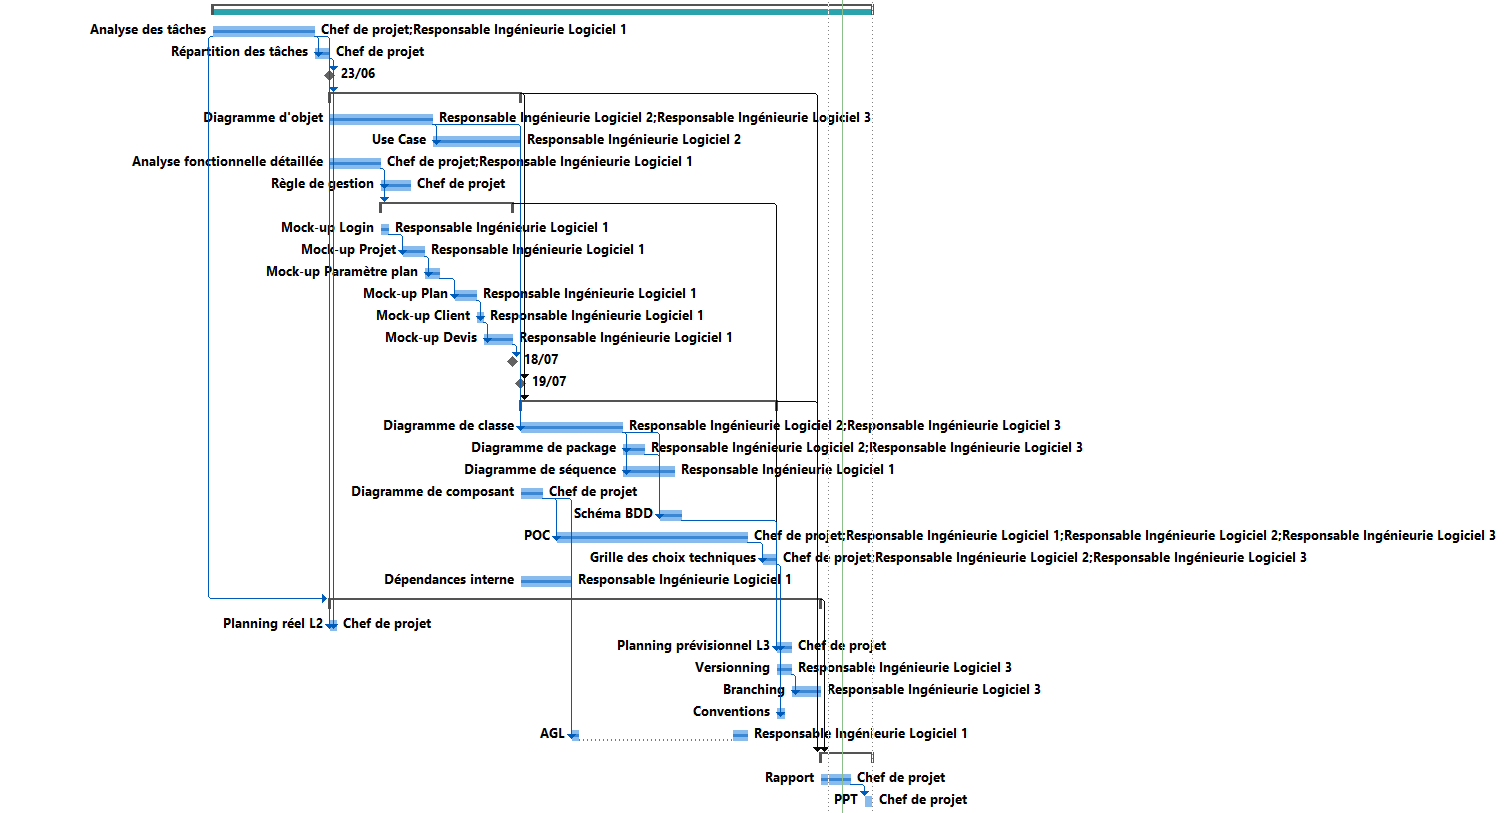 Analyse des tâches Chef de projet;Responsable Ingénieurie Logiciel 1
Répartition des tâches Chef de projet
23/06
Diagramme d'objet Responsable Ingénieurie Logiciel 2;Responsable Ingénieurie Logiciel 3
Use Case Responsable Ingénieurie Logiciel 2
Analyse fonctionnelle détaillée Chef de projet;Responsable Ingénieurie Logiciel 1
Règle de gestion Chef de projet
Mock-up Login Responsable Ingénieurie Logiciel 1
Mock-up Projet Responsable Ingénieurie Logiciel 1
Mock-up Paramètre plan
Mock-up Plan Responsable Ingénieurie Logiciel 1
Mock-up Client Responsable Ingénieurie Logiciel 1
Mock-up Devis Responsable Ingénieurie Logiciel 1
18/07
19/07
Diagramme de classe Responsable Ingénieurie Logiciel 2;Responsable Ingénieurie Logiciel 3
Diagramme de package Responsable Ingénieurie Logiciel 2;Responsable Ingénieurie Logiciel 3
Diagramme de séquence Responsable Ingénieurie Logiciel 1
Diagramme de composant Chef de projet
Schéma BDD
POC Chef de projet;Responsable Ingénieurie Logiciel 1;Responsable Ingénieurie Logiciel 2;Responsable Ingénieurie Logiciel 3
Grille des choix techniques Chef de projet;Responsable Ingénieurie Logiciel 2;Responsable Ingénieurie Logiciel 3
Dépendances interne Responsable Ingénieurie Logiciel 1
Planning réel L2 Chef de projet
Planning prévisionnel L3 Chef de projet
Versionning Responsable Ingénieurie Logiciel 3
Branching Responsable Ingénieurie Logiciel 3
Conventions
AGL Responsable Ingénieurie Logiciel 1
Rapport Chef de projet
PPT Chef de projet